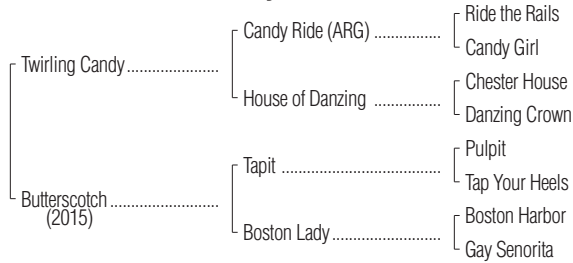 Ride the Rails
Candy Ride (ARG) ................
Candy Girl
Twirling Candy ......................
Chester House
House of Danzing ................
Danzing Crown
Pulpit
Tapit ......................................
Tap Your Heels
Butterscotch ..........................
(2015)
Boston Harbor
Boston Lady ..........................
Gay Senorita